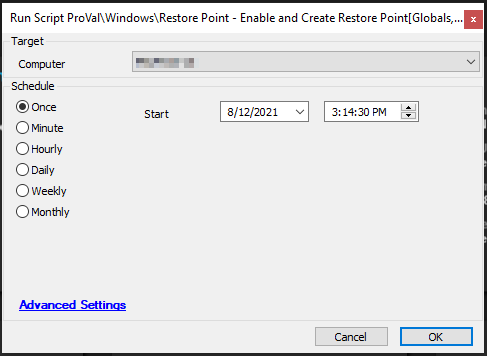 Run Script ProVal\Windows\Restore Point - Enable and Create Restore Point[Globals,...
Target
Computer
Schedule
Once Start 8/12/2021 3:14:30 PM
Minute
Hourly
Daily
Weekly
Monthly
Advanced Settings
Cancel OK